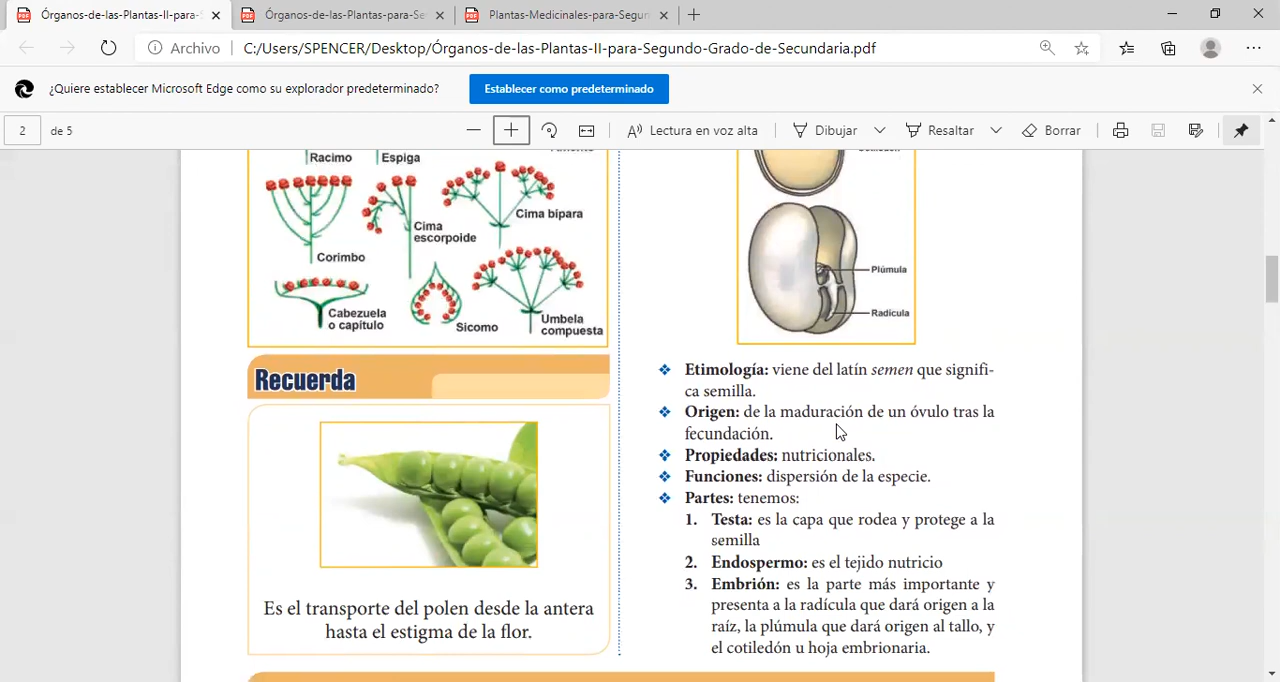 Órganos-de-las-Plantas-II-para-S
Órganos-de-las-Plantas-para-Se
Plantas-Medicinales-para-Segun
Archivo
C:/Users/SPENCER/Desktop/Órganos-de-las-Plantas-II-para-Segundo-Grado-de-Secundaria.pdf
¿Quiere establecer Microsoft Edge como su explorador predeterminado?
Establecer como predeterminado
2 de 5
Lectura en voz alta
Dibujar
Resaltar
Borrar
Racimo
Espiga
Cima bípara
Cima
escorpoide
Corimbo
Cabezuela
o capítulo
Sicomo
Umbela
compuesta
Recuerda
Es el transporte del polen desde la antera
hasta el estigma de la flor.
Plúmula
Radícula
Etimología: viene del latín semen que signifi-
ca semilla.
Origen: de la maduración de un óvulo tras la
fecundación.
Propiedades: nutricionales.
Funciones: dispersión de la especie.
Partes: tenemos:
1. Testa: es la capa que rodea y protege a la
semilla
2. Endospermo: es el tejido nutricio
3. Embrión: es la parte más importante y
presenta a la radícula que dará origen a la
raíz, la plúmula que dará origen al tallo, y
el cotiledón u hoja embrionaria.